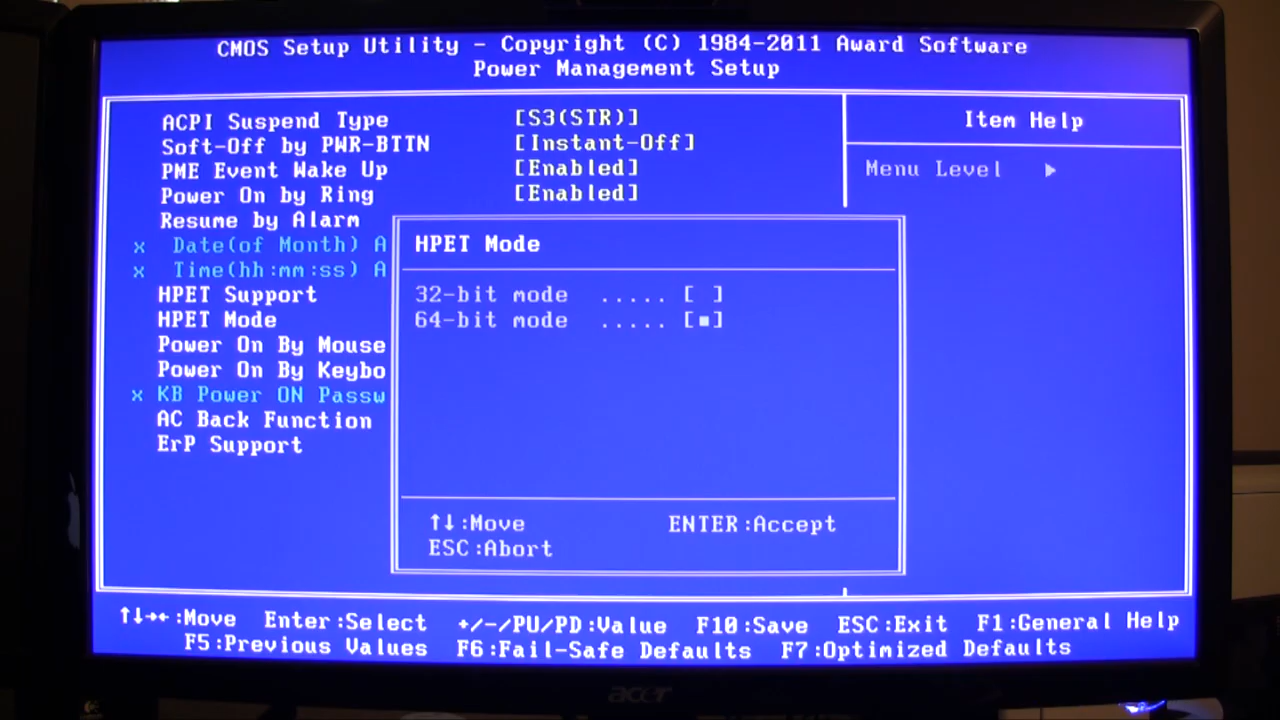 CMOS Setup Utility - Copyright (C) 1984-2011 Award Software
Power Management Setup
ACPI Suspend Type [S3(STR)]
Soft-Off by PWR-BTTN [Instant-Off]
PME Event Wake Up [Enabled]
Power On by Ring [Enabled]
Resume by Alarm
x Date(of Month) A
x Time(hh:mm:ss) A
HPET Support
HPET Mode
Power On By Mouse
Power On By Keybo
x KB Power ON Passw
AC Back Function
ErP Support
Item Help
Menu Level ►
HPET Mode
32-bit mode ..... [ ]
64-bit mode ..... [■]
↑↓:Move ENTER:Accept
ESC:Abort
↑↓→←:Move Enter:Select +/-/PU/PD:Value F10:Save ESC:Exit F1:General Help
F5:Previous Values F6:Fail-Safe Defaults F7:Optimized Defaults
acer